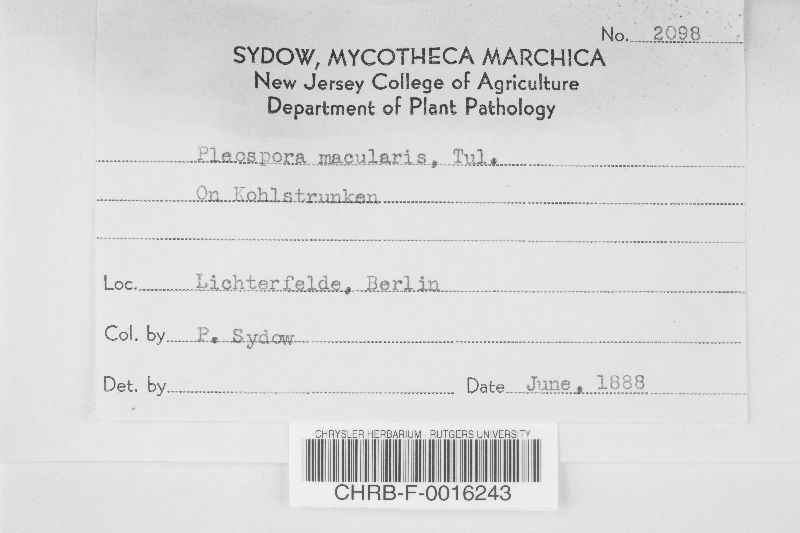 No. 2098
SYDOW, MYCOTHECA MARCHICA
New Jersey College of Agriculture
Department of Plant Pathology
Pleospora macularis, Tul.
On Kohlstrunken
Loc. Lichterfelde, Berlin
Col. by P. Sydow
Det. by Date June, 1888
CHRYSLER HERBARIUM - RUTGERS UNIVERSITY
CHRB-F-0016243